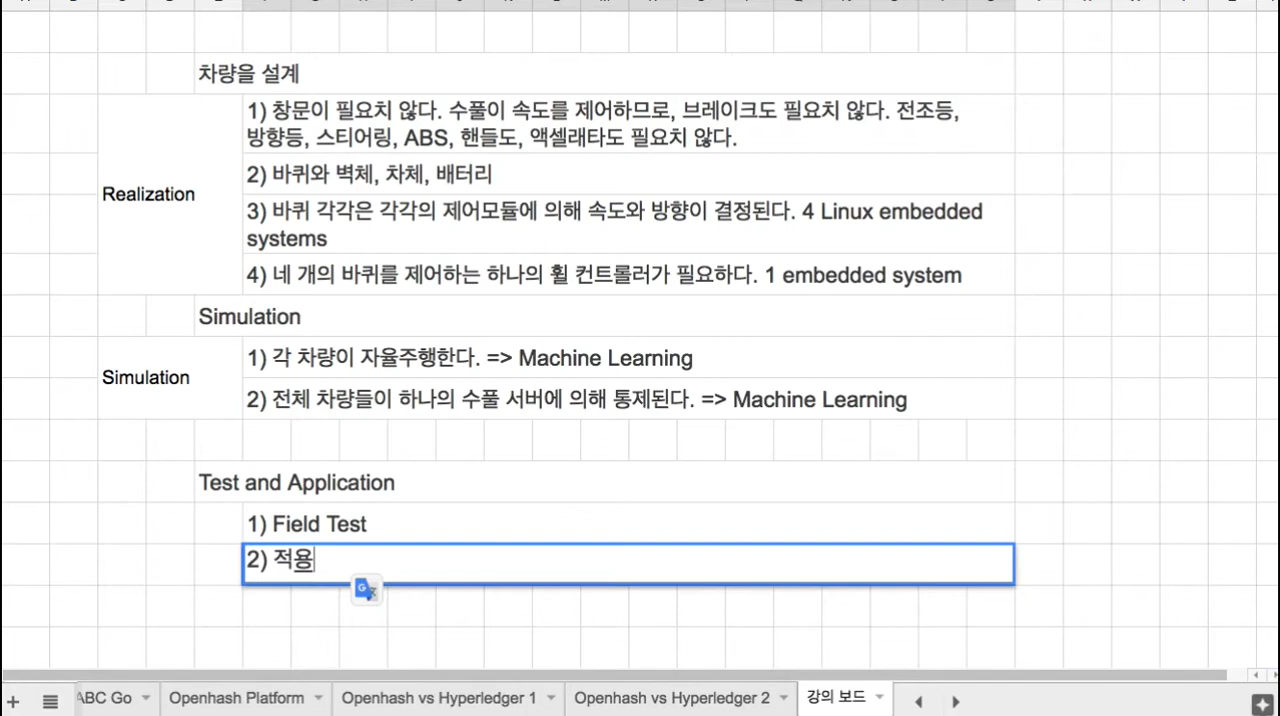 차량을 설계
1) 창문이 필요치 않다. 수풀이 속도를 제어하므로, 브레이크도 필요치 않다. 전조등,
방향등, 스티어링, ABS, 핸들도, 액셀래타도 필요치 않다.
Realization
2) 바퀴와 벽체, 차체, 배터리
3) 바퀴 각각은 각각의 제어모듈에 의해 속도와 방향이 결정된다. 4 Linux embedded
systems
4) 네 개의 바퀴를 제어하는 하나의 휠 컨트롤러가 필요하다. 1 embedded system
Simulation
Simulation
1) 각 차량이 자율주행한다. => Machine Learning
2) 전체 차량들이 하나의 수풀 서버에 의해 통제된다. => Machine Learning
Test and Application
1) Field Test
2) 적용
ABC Go
Openhash Platform
Openhash vs Hyperledger 1
Openhash vs Hyperledger 2
강의 보드